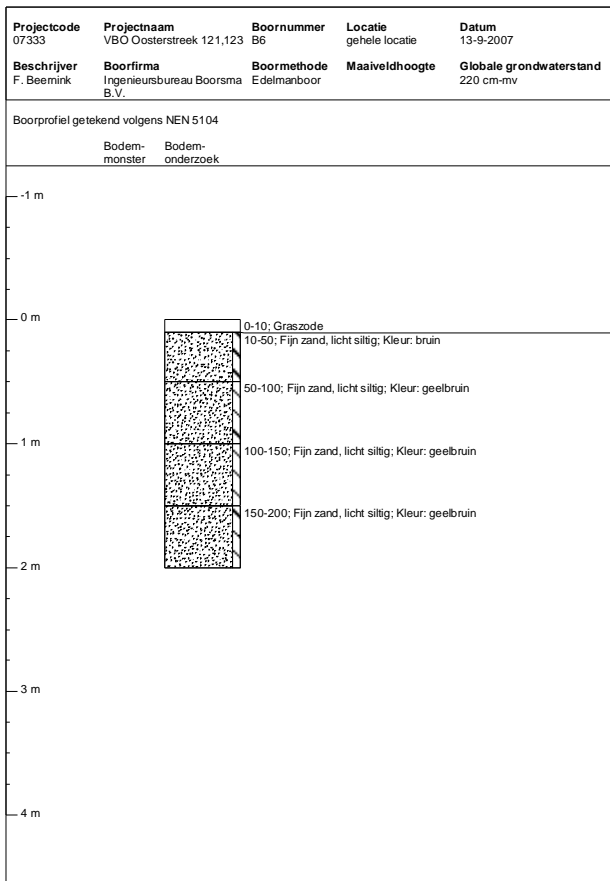 Projectcode Projectnaam Boornummer Locatie Datum
07333 VBO Oosterstreek 121,123 B6 gehele locatie 13-9-2007
Beschrijver Boorfirma Boormethode Maaiveldhoogte Globale grondwaterstand
F. Beemink Ingenieursbureau Boorsma Edelmanboor 220 cm-mv
B.V.
Boorprofiel getekend volgens NEN 5104
Bodem- Bodem-
monster onderzoek
-1 m
0 m
0-10; Graszode
10-50; Fijn zand, licht siltig; Kleur: bruin
50-100; Fijn zand, licht siltig; Kleur: geelbruin
1 m
100-150; Fijn zand, licht siltig; Kleur: geelbruin
150-200; Fijn zand, licht siltig; Kleur: geelbruin
2 m
3 m
4 m